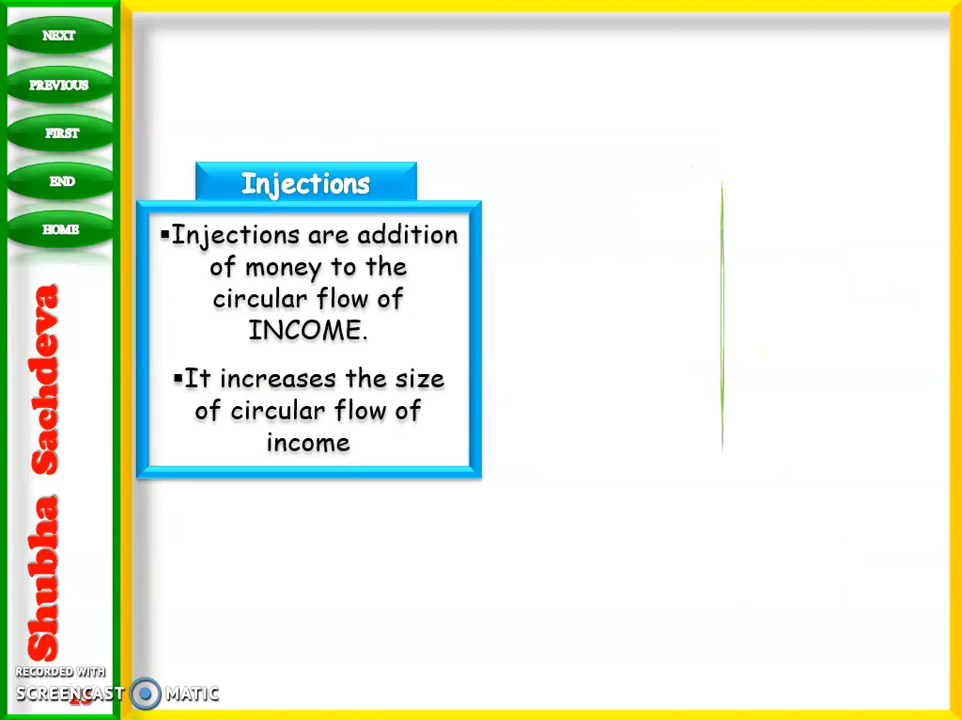 NEXT
PREVIOUS
FIRST
END
HOME
Shubha Sachdeva
Injections
▪Injections are addition
of money to the
circular flow of
INCOME.
▪It increases the size
of circular flow of
income
RECORDED WITH
SCREENCAST MATIC